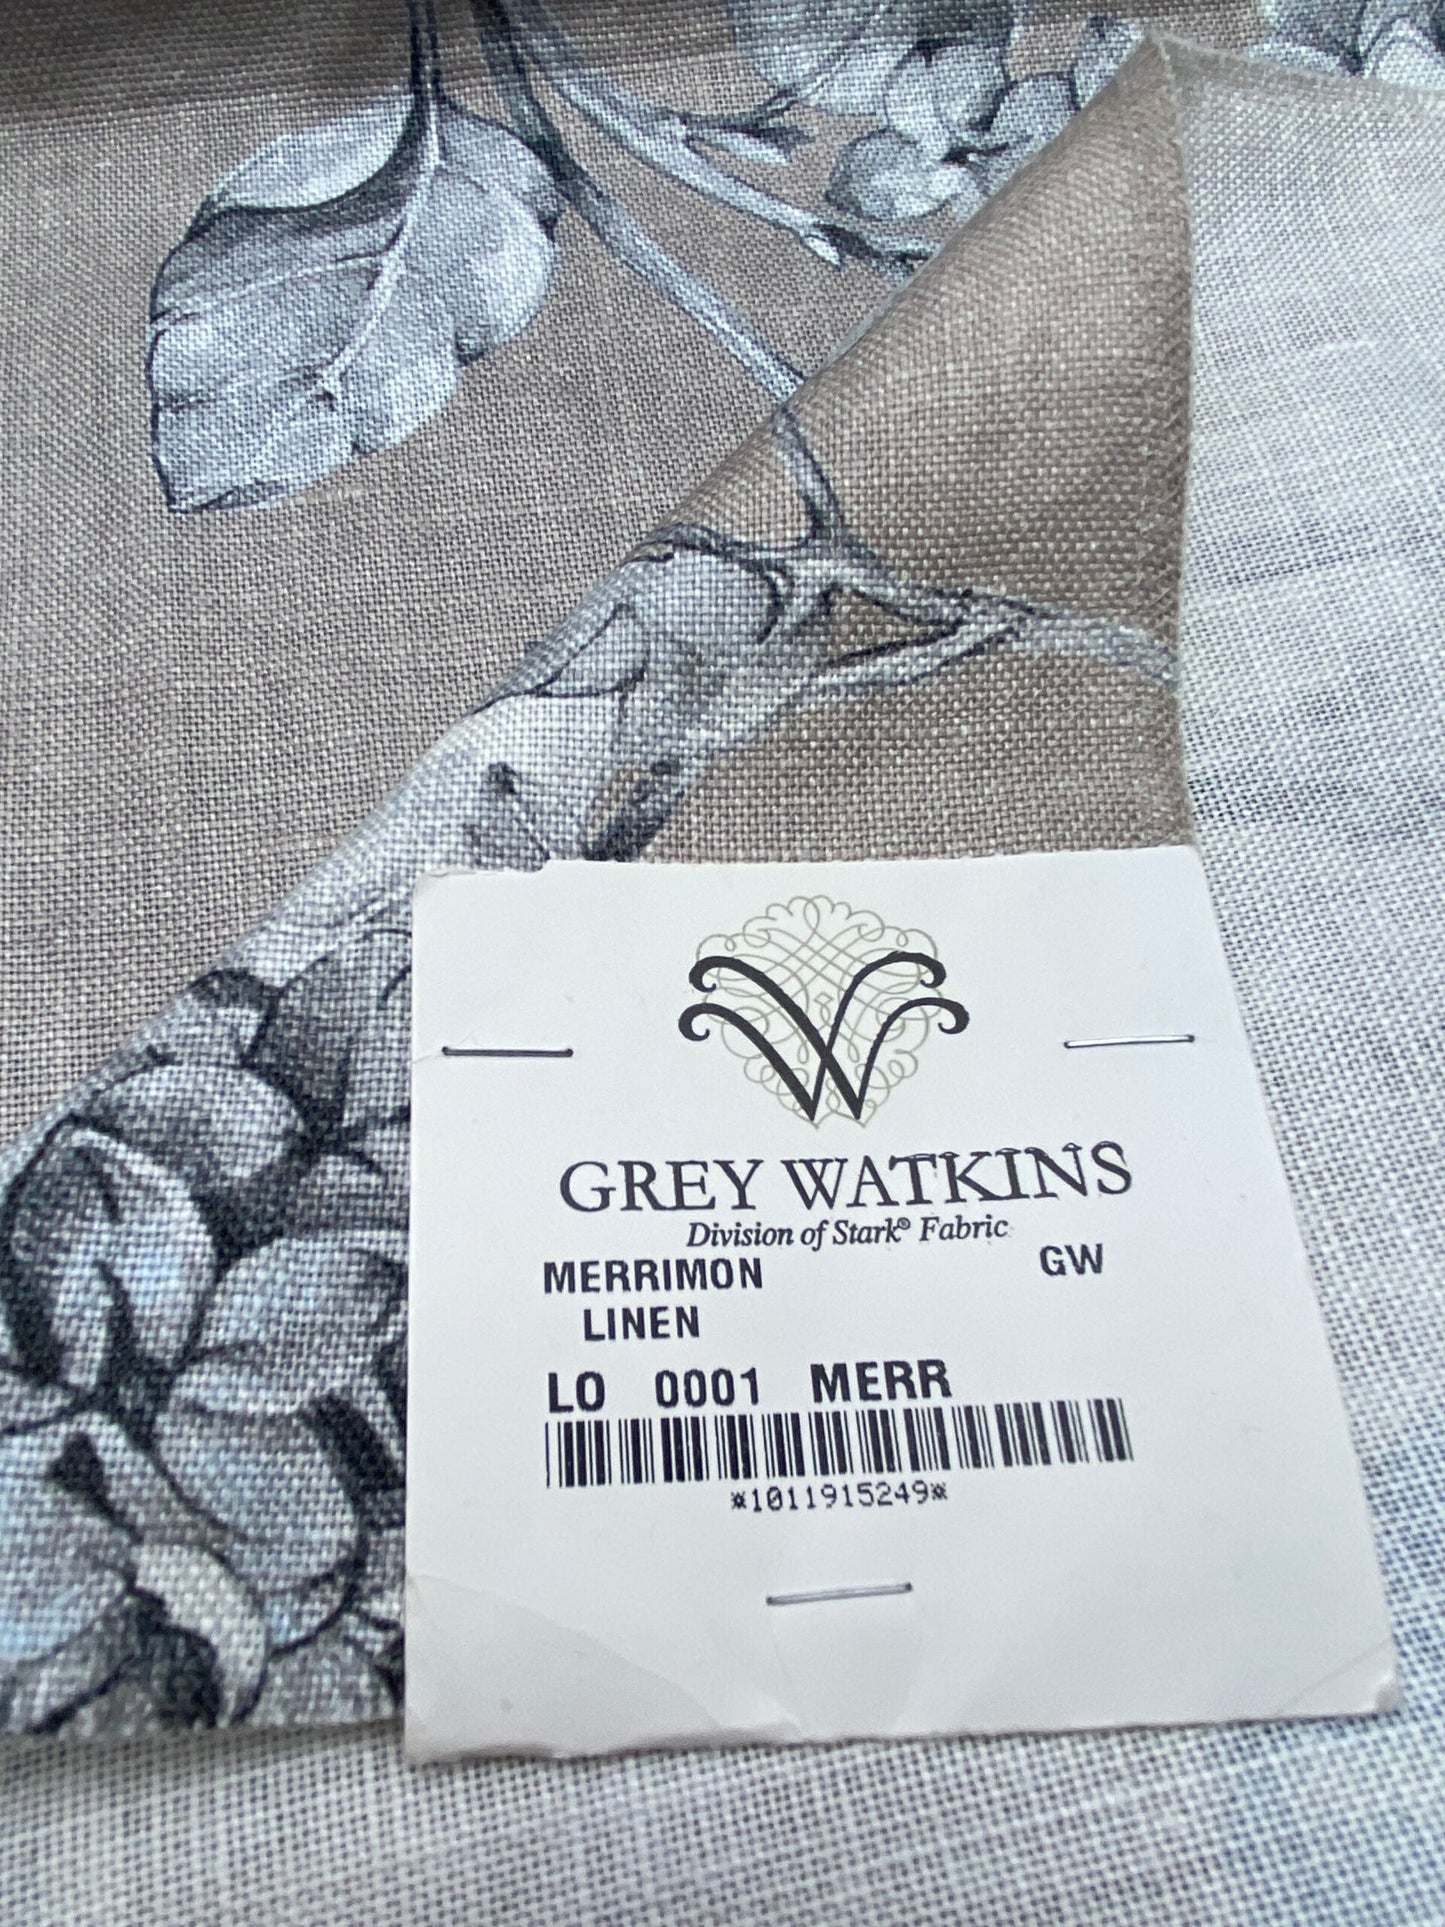 GREY WATKINS
Division of Stark® Fabric
MERRIMON GW
LINEN
LO 0001 MERR
*1011915249*